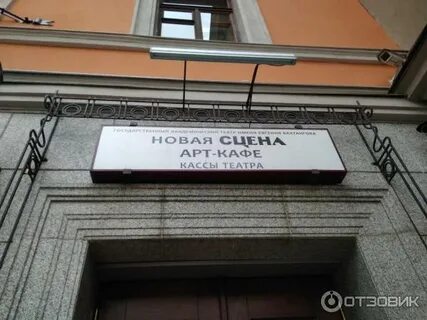 ГОСУДАРСТВЕННЫЙ АКАДЕМИЧЕСКИЙ ТЕАТР ИМЕНИ ЕВГЕНИЯ ВАХТАНГОВА
НОВАЯ СЦЕНА
АРТ-КАФЕ
КАССЫ ТЕАТРА
ОТЗОВИК